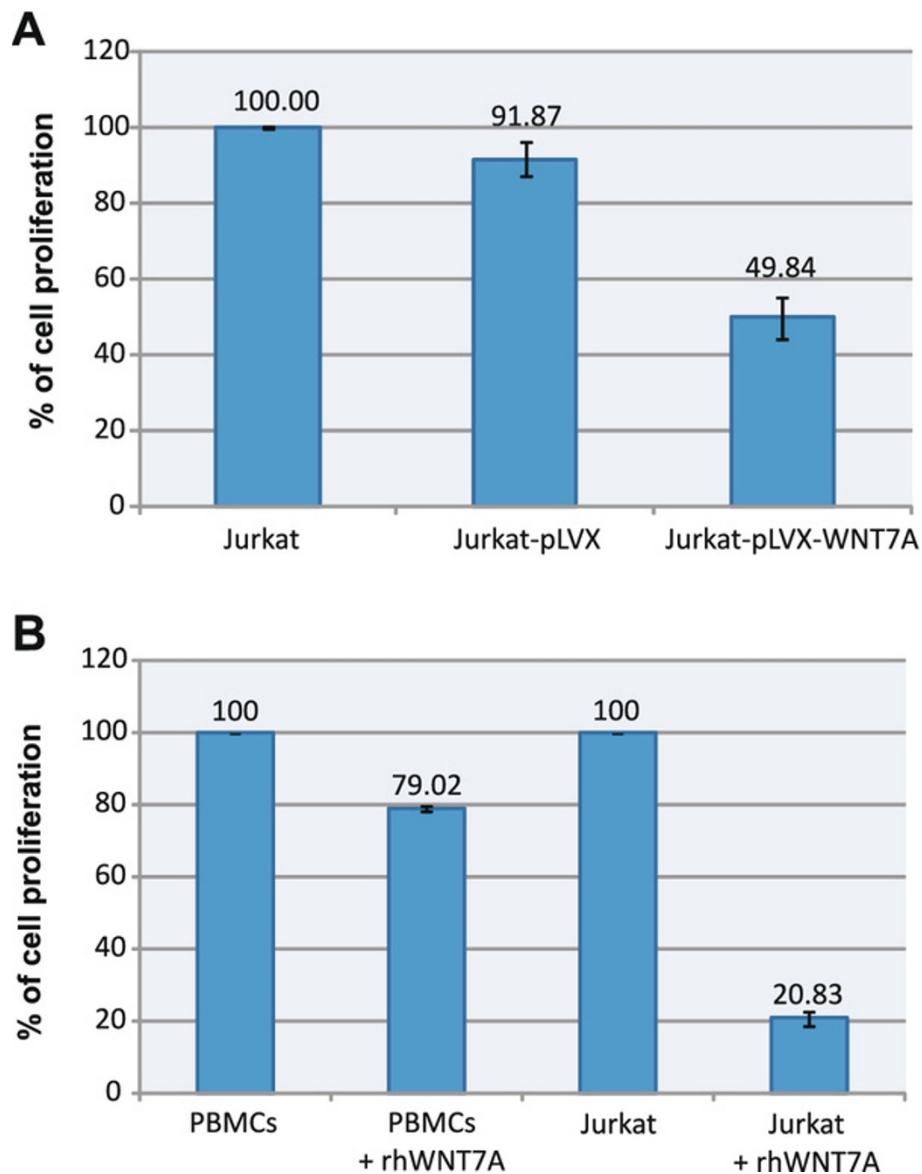 A
120
100
80
60
40
20
0
% of cell proliferation
100.00
91.87
49.84
Jurkat
Jurkat-pLVX
Jurkat-pLVX-WNT7A
B
120
100
80
60
40
20
0
% of cell proliferation
100
79.02
100
20.83
PBMCs
PBMCs
+ rhWNT7A
Jurkat
Jurkat
+ rhWNT7A